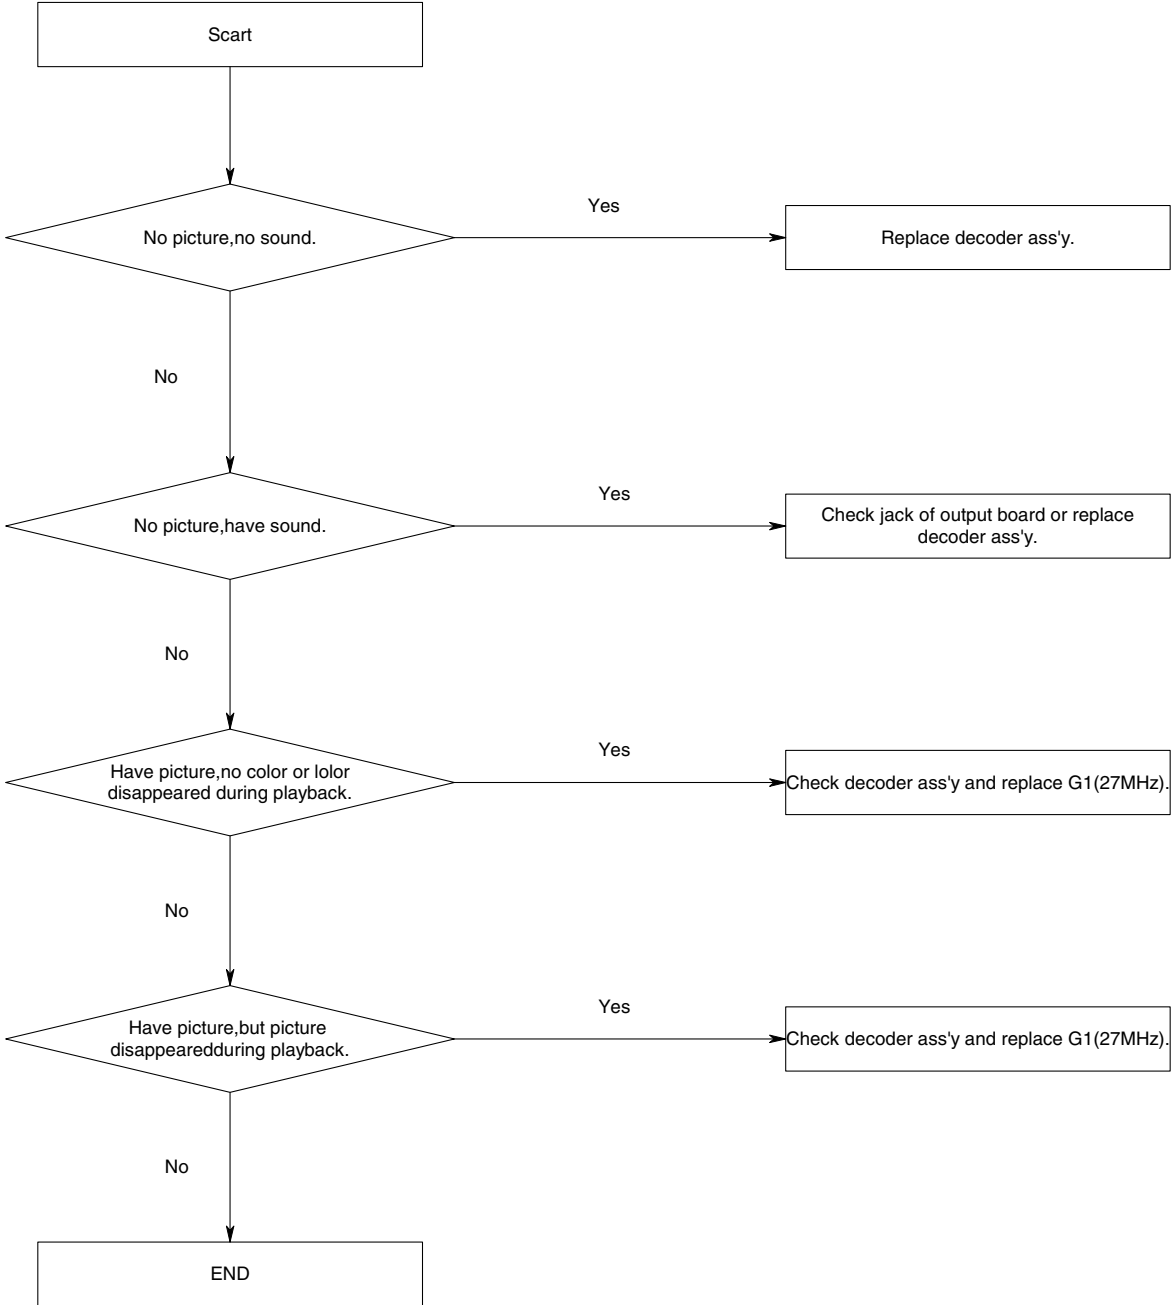 Scart
Yes
No picture,no sound.
Replace decoder ass'y.
No
Yes
No picture,have sound.
Check jack of output board or replace
decoder ass'y.
No
Yes
Have picture,no color or lolor
disappeared during playback.
Check decoder ass'y and replace G1(27MHz).
No
Yes
Have picture,but picture
disappearedduring playback.
Check decoder ass'y and replace G1(27MHz).
No
END